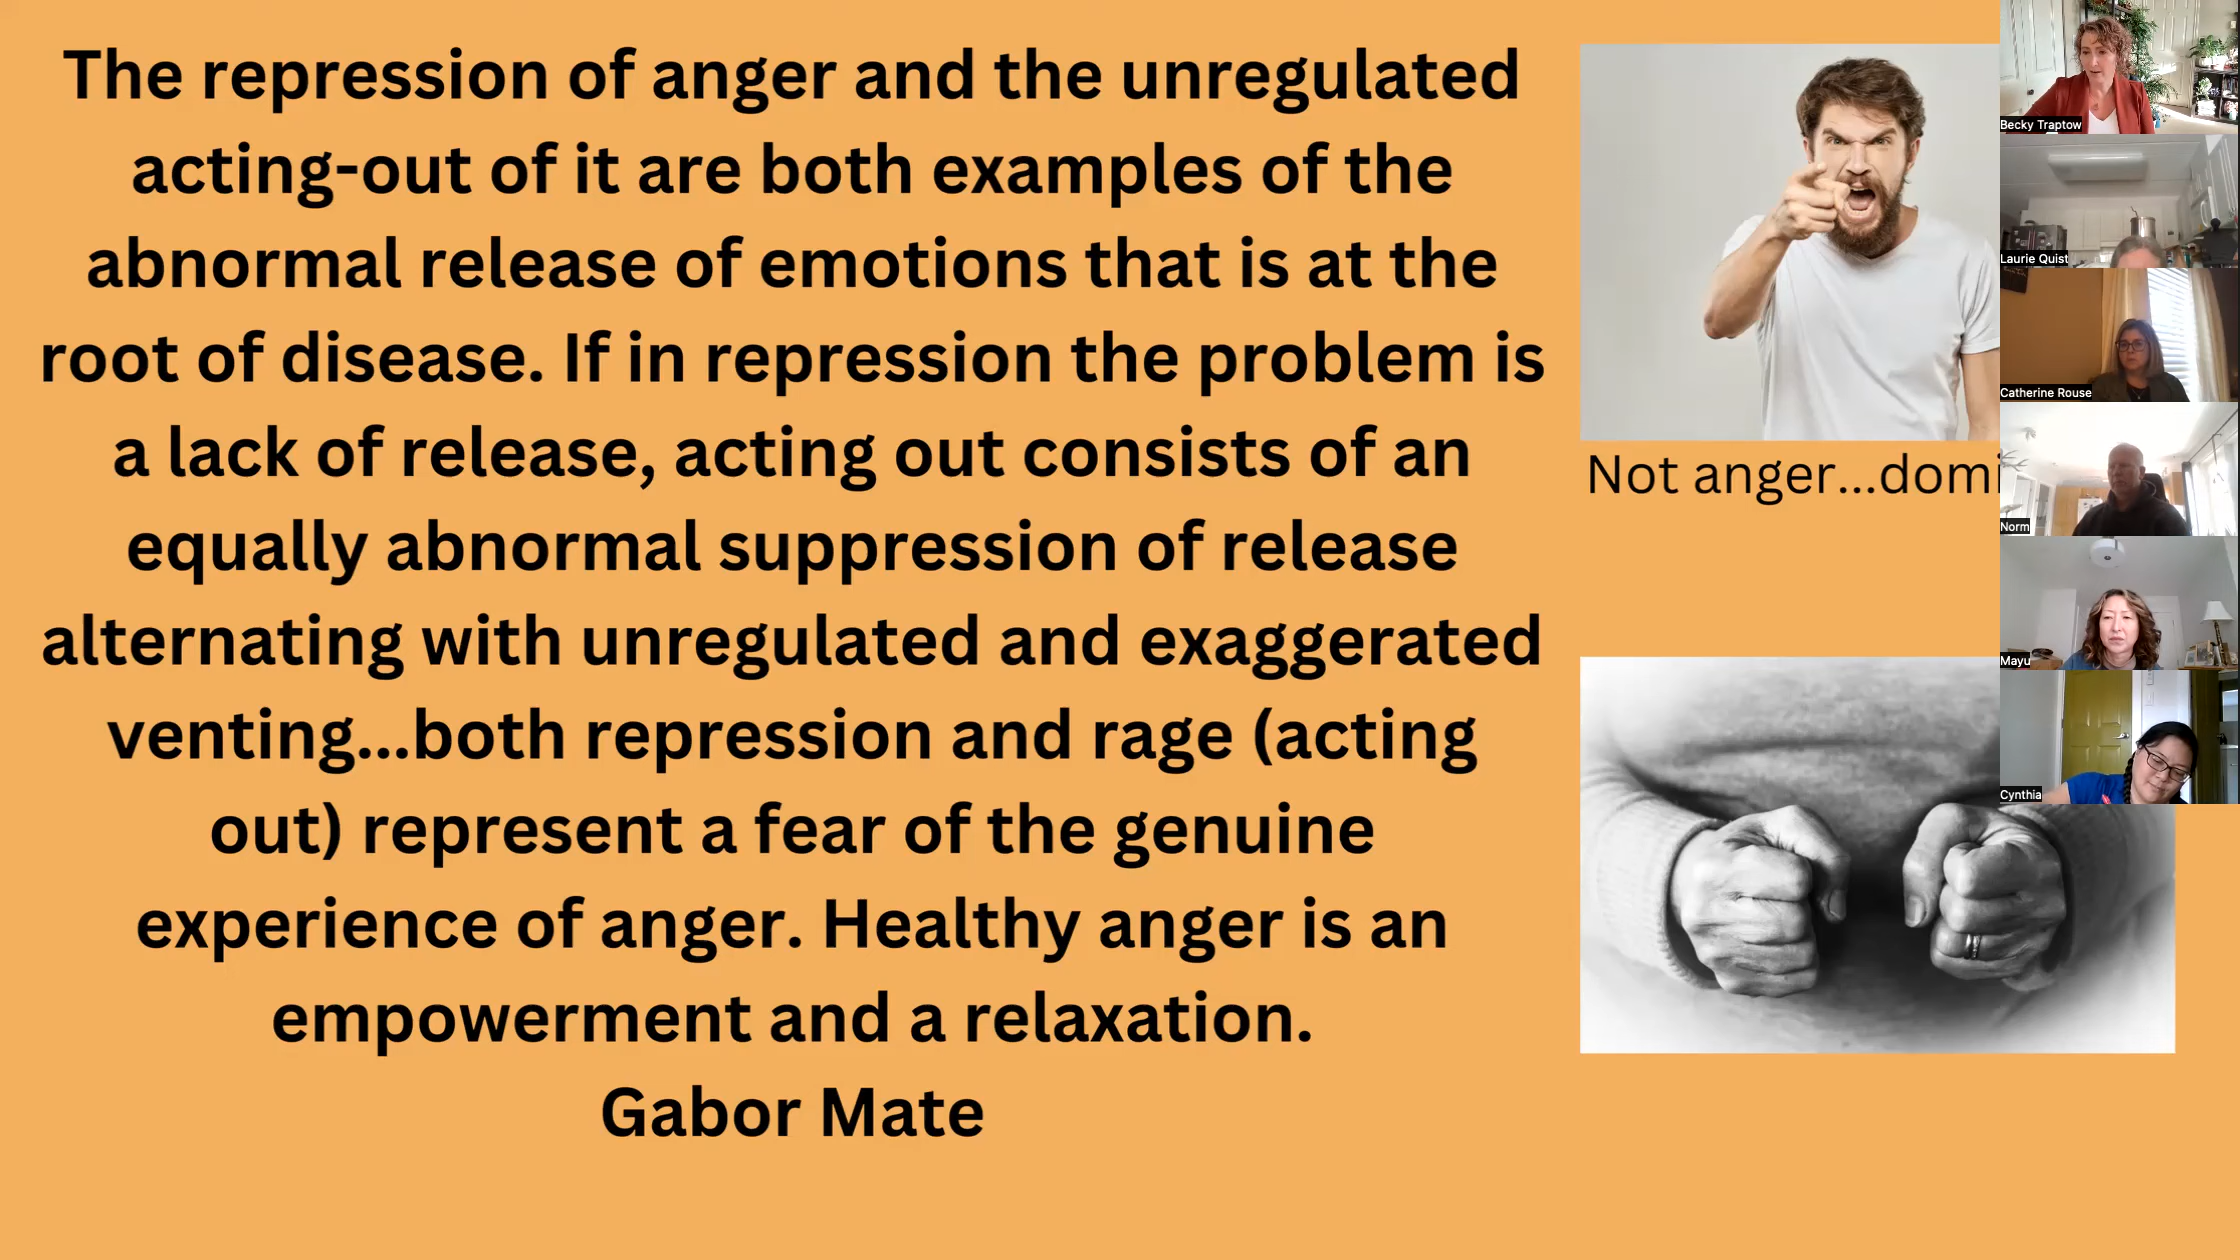 The repression of anger and the unregulated
acting-out of it are both examples of the
abnormal release of emotions that is at the
root of disease. If in repression the problem is
a lack of release, acting out consists of an
equally abnormal suppression of release
alternating with unregulated and exaggerated
venting...both repression and rage (acting
out) represent a fear of the genuine
experience of anger. Healthy anger is an
empowerment and a relaxation.
Gabor Mate
Not anger...domi
Becky Traptow
Laurie Quist
Catherine Rouse
Norm
Mayu
Cynthia